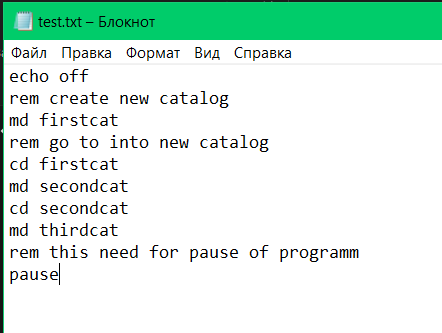 test.txt – Блокнот
Файл Правка Формат Вид Справка
echo off
rem create new catalog
md firstcat
rem go to into new catalog
cd firstcat
md secondcat
cd secondcat
md thirdcat
rem this need for pause of programm
pause